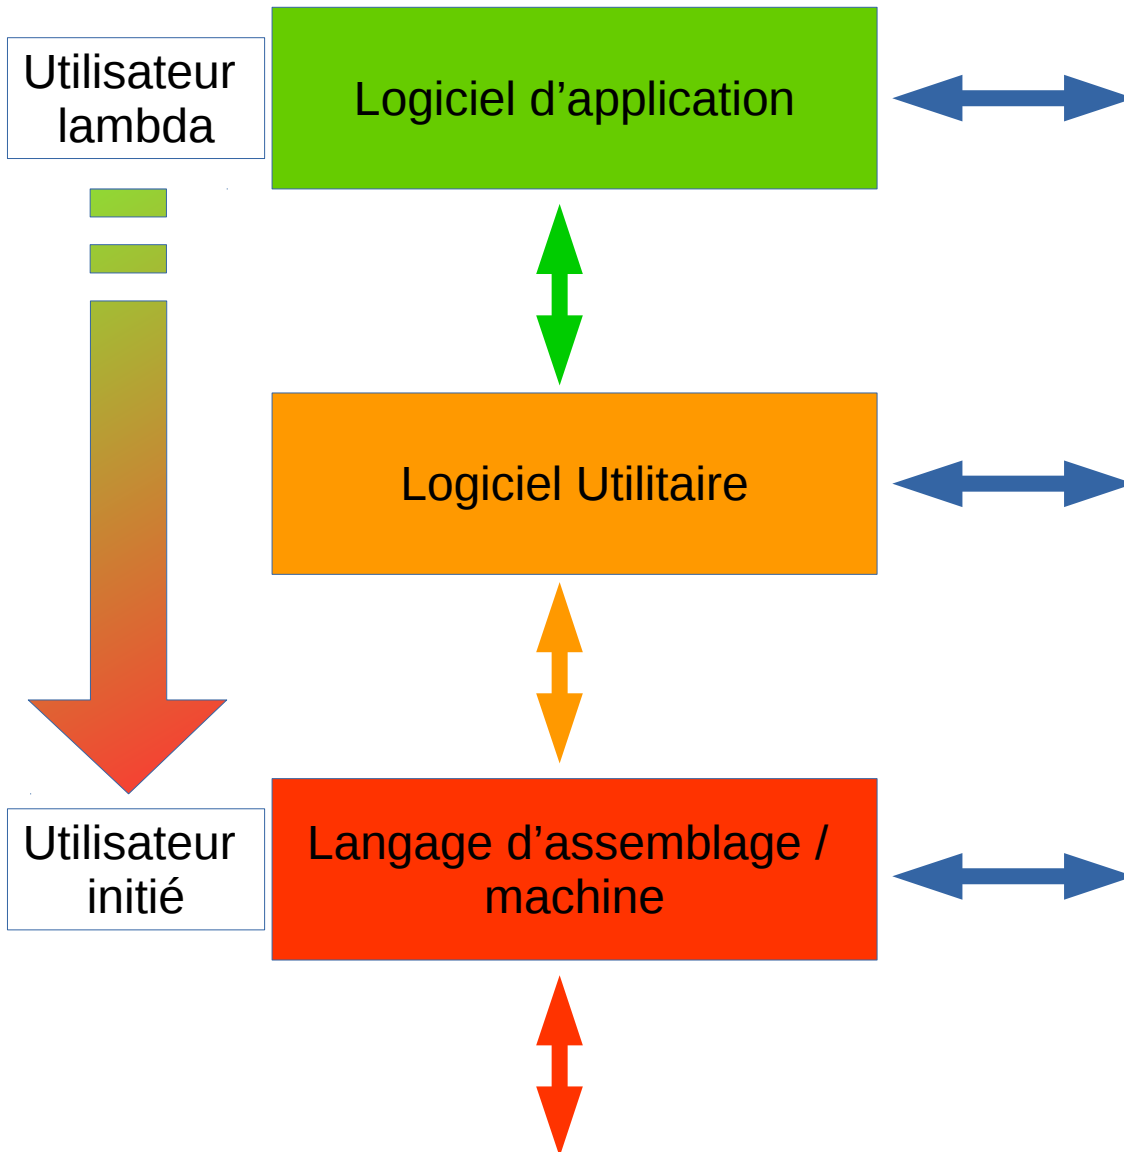 Utilisateur
lambda
Logiciel d’application
Logiciel Utilitaire
Utilisateur
initié
Langage d’assemblage /
machine